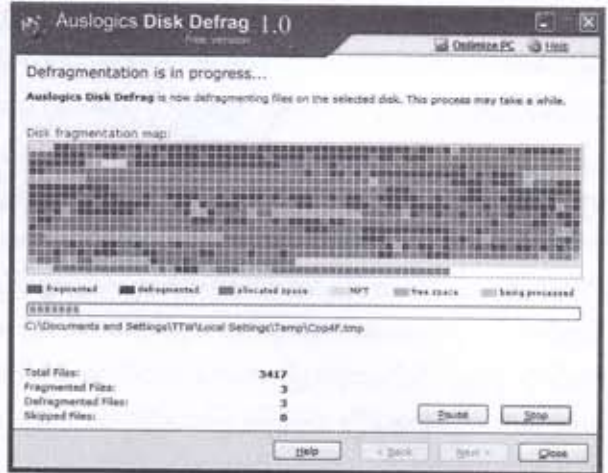 Auslogics Disk Defrag 1.0
free version
Optimize PC Help
Defragmentation is in progress...
Auslogics Disk Defrag is now defragmenting files on the selected disk. This process may take a while.
Disk fragmentation map:
fragmented defragmented allocated space MFT free space being processed
C:\Documents and Settings\TTW\Local Settings\Temp\Cop4F.tmp
Total Files: 3417
Fragmented Files: 3
Defragmented Files: 3
Skipped Files: 0
Pause Stop
Help < Back Next > Close